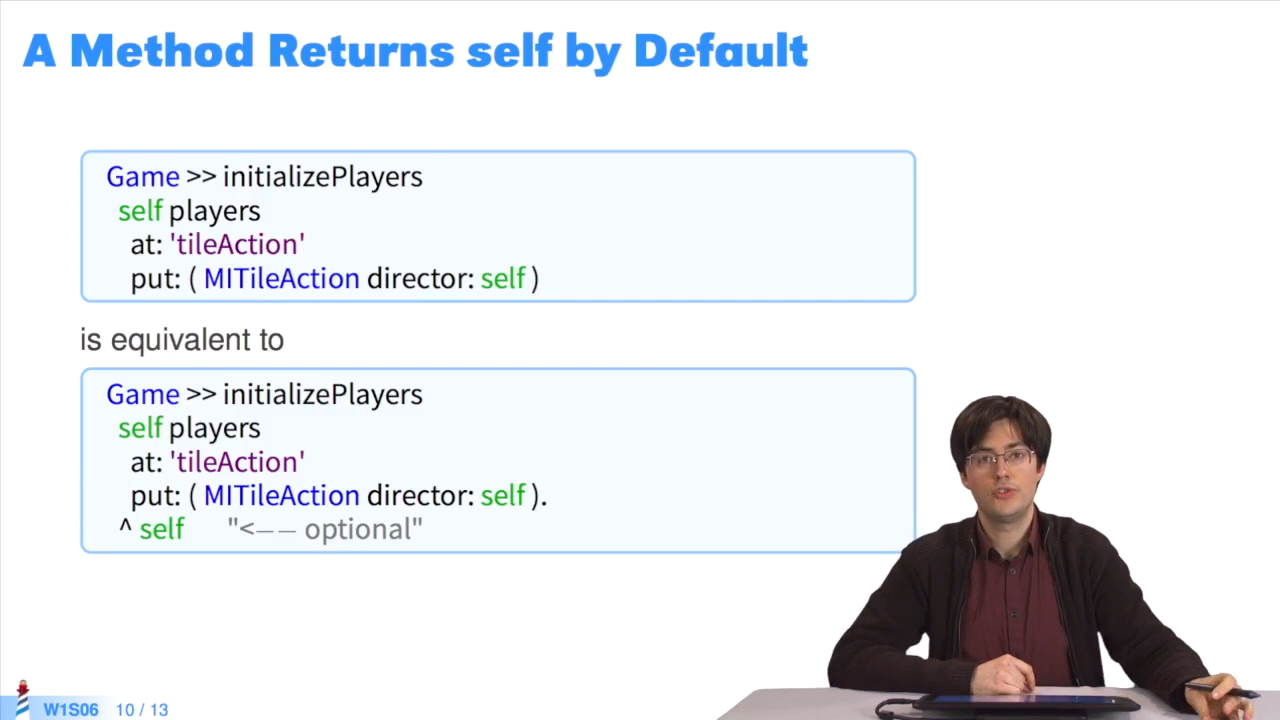 A Method Returns self by Default
Game >> initializePlayers
self players
at: 'tileAction'
put: ( MITileAction director: self )
is equivalent to
Game >> initializePlayers
self players
at: 'tileAction'
put: ( MITileAction director: self ).
^ self "<−− optional"
W1S06 10 / 13